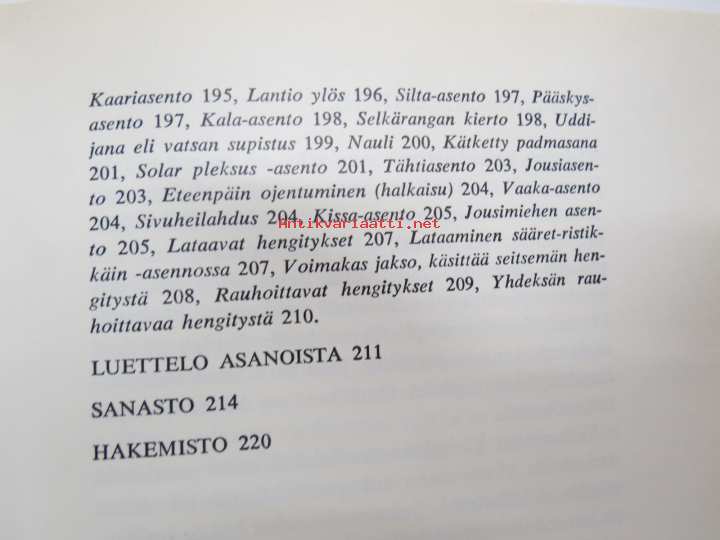 Kaariasento 195, Lantio ylös 196, Silta-asento 197, Pääskys-
asento 197, Kala-asento 198, Selkärangan kierto 198, Uddi-
jana eli vatsan supistus 199, Nauli 200, Kätketty padmasana
201, Solar pleksus -asento 201, Tähtiasento 203, Jousiasen-
to 203, Eteenpäin ojentuminen (halkaisu) 204, Vaaka-asento
204, Sivuheilahdus 204, Kissa-asento 205, Jousimiehen asen-
Antikvariaatti.net
to 205, Lataavat hengitykset 207, Lataaminen sääret-ristik-
käin -asennossa 207, Voimakas jakso, käsittää seitsemän hen-
gitystä 208, Rauhoittavat hengitykset 209, Yhdeksän rau-
hoittavaa hengitystä 210.
LUETTELO ASANOISTA 211
SANASTO 214
HAKEMISTO 220